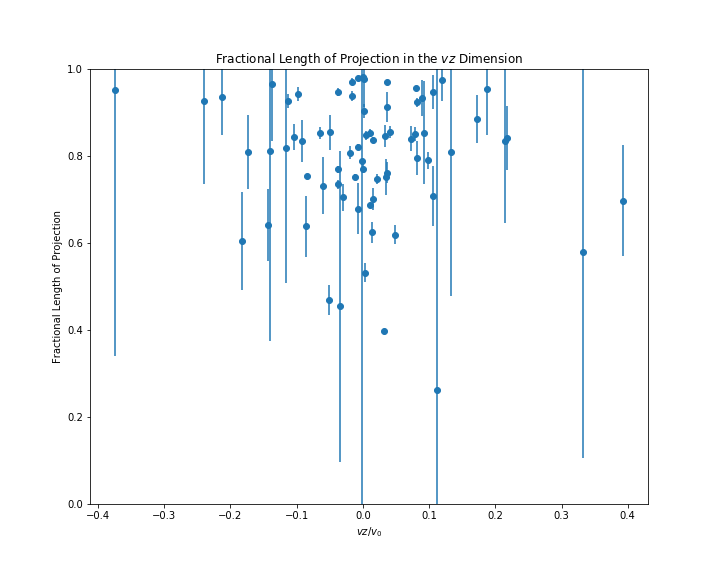 Fractional Length of Projection in the vz Dimension
Fractional Length of Projection
1.0
0.8
0.6
0.4
0.2
0.0
−0.4 −0.3 −0.2 −0.1 0.0 0.1 0.2 0.3 0.4
vz/v₀